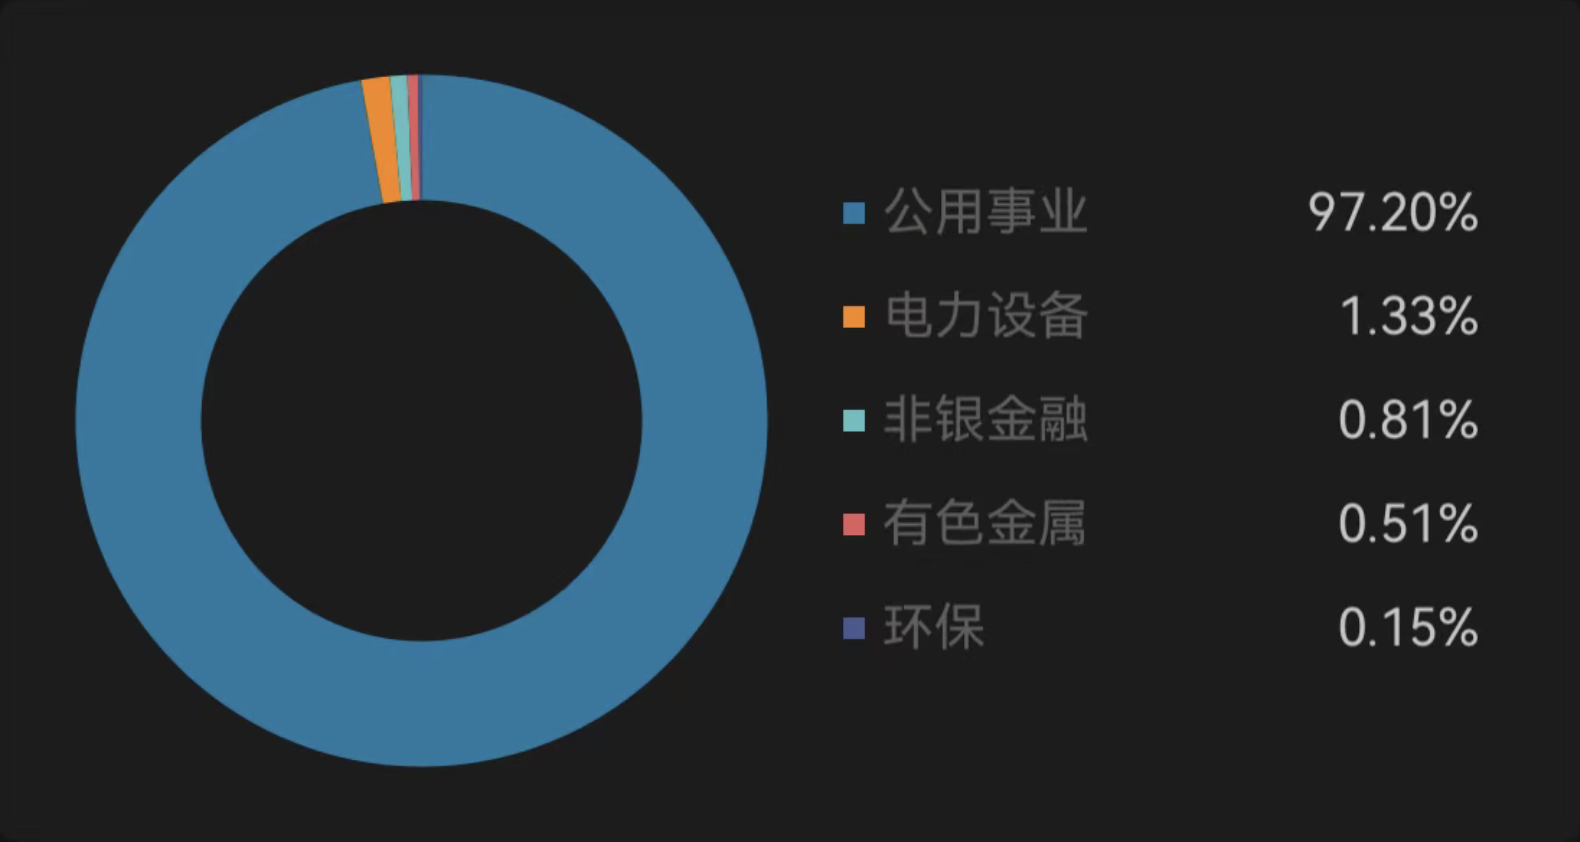 公用事业 97.20%
电力设备 1.33%
非银金融 0.81%
有色金属 0.51%
环保 0.15%